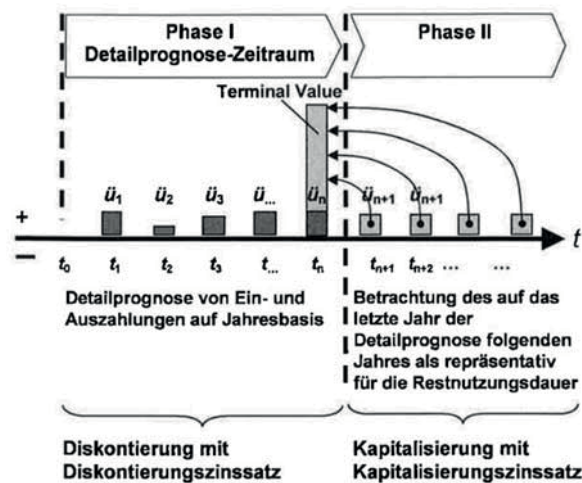 Phase I
Detailprognose-Zeitraum
Phase II
Terminal Value
ü1 ü2 ü3 ü... ün ün+1 ün+1
+
–
t
t0 t1 t2 t3 t... tn tn+1 tn+2 ... ...
Detailprognose von Ein- und
Auszahlungen auf Jahresbasis
Betrachtung des auf das
letzte Jahr der
Detailprognose folgenden
Jahres als repräsentativ
für die Restnutzungsdauer
Diskontierung mit
Diskontierungszinssatz
Kapitalisierung mit
Kapitalisierungszinssatz